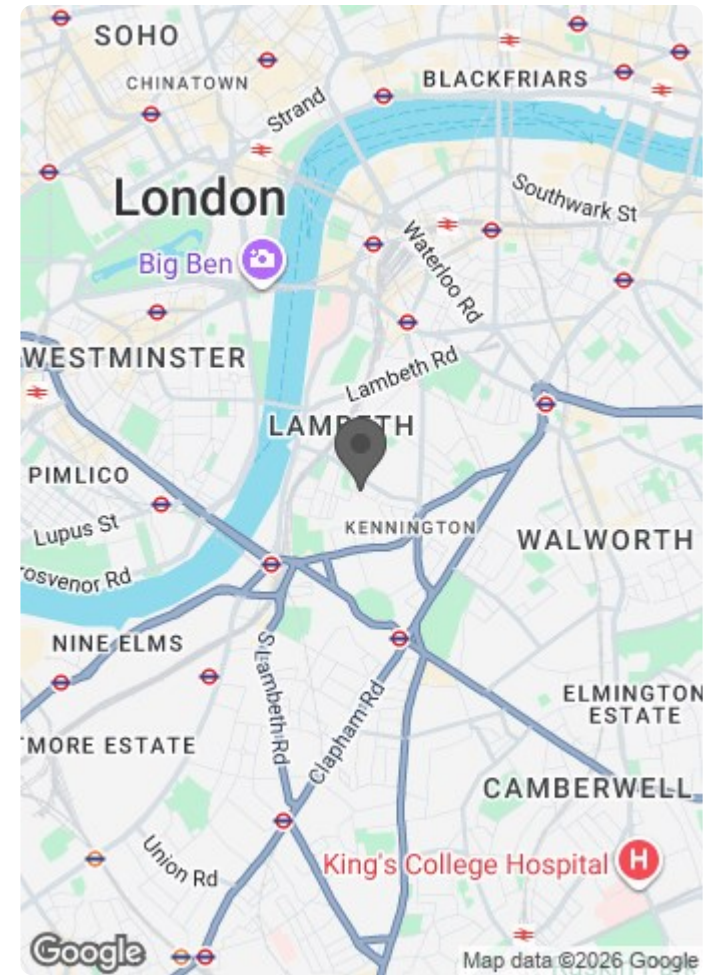 SOHO
CHINATOWN
BLACKFRIARS
Strand
London
Southwark St
Big Ben
Waterloo Rd
WESTMINSTER
Lambeth Rd
LAMBETH
PIMLICO
Lupus St
KENNINGTON
WALWORTH
rosvenor Rd
NINE ELMS
S Lambeth Rd
Clapham Rd
ELMINGTON
ESTATE
TMORE ESTATE
CAMBERWELL
Union Rd
King's College Hospital
H
Google
Map data ©2026 Google